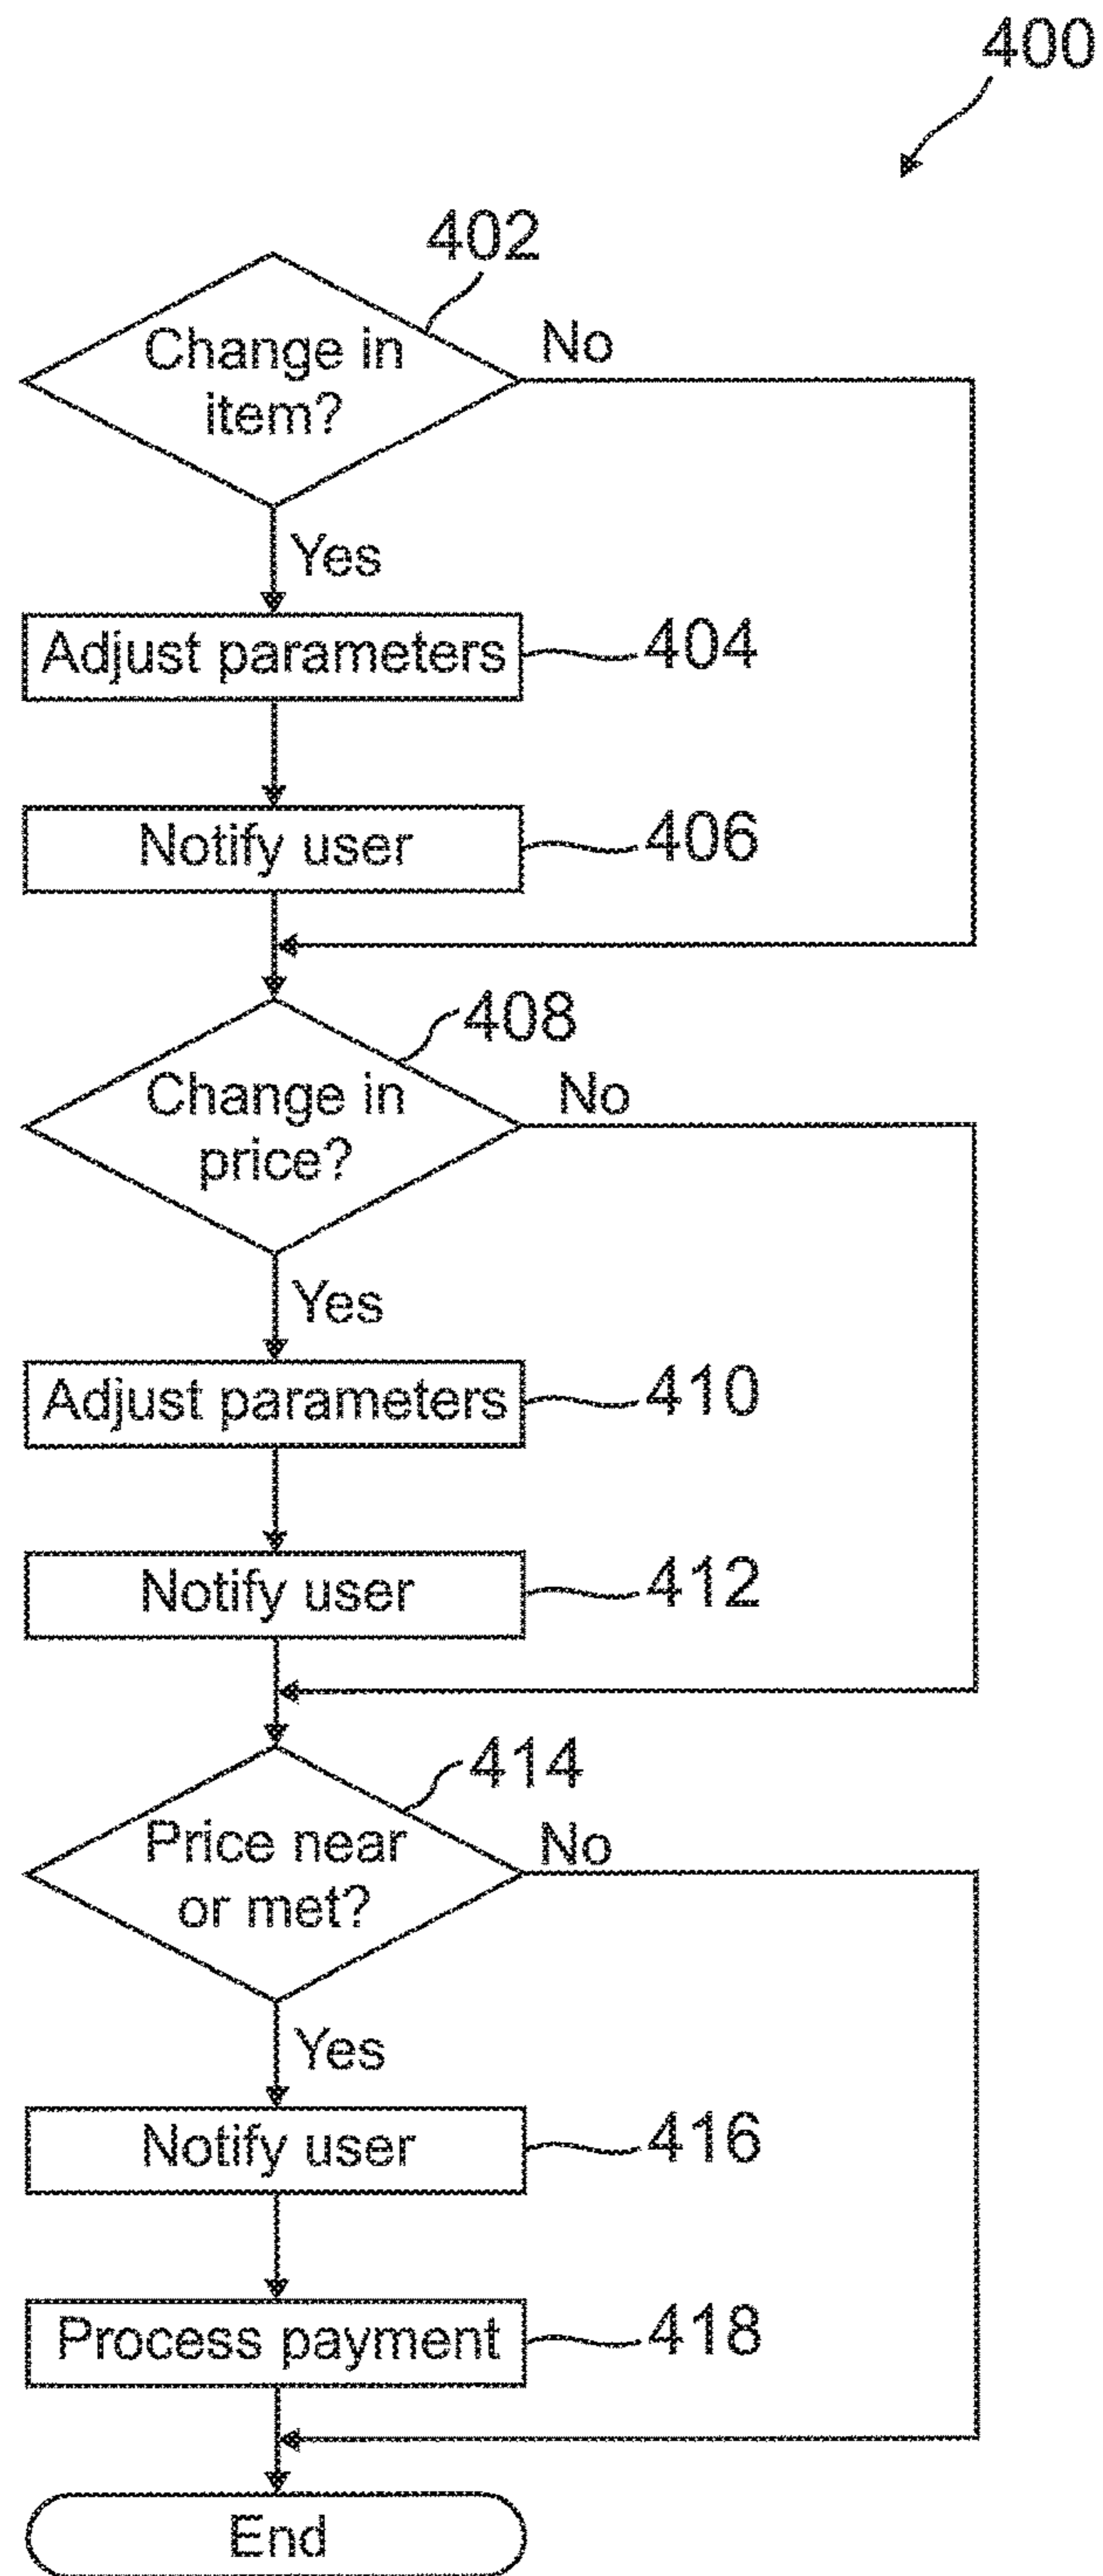 400
402
Change in
item?
No
Yes
Adjust parameters
404
Notify user
406
408
Change in
price?
No
Yes
Adjust parameters
410
Notify user
412
414
Price near
or met?
No
Yes
Notify user
416
Process payment
418
End